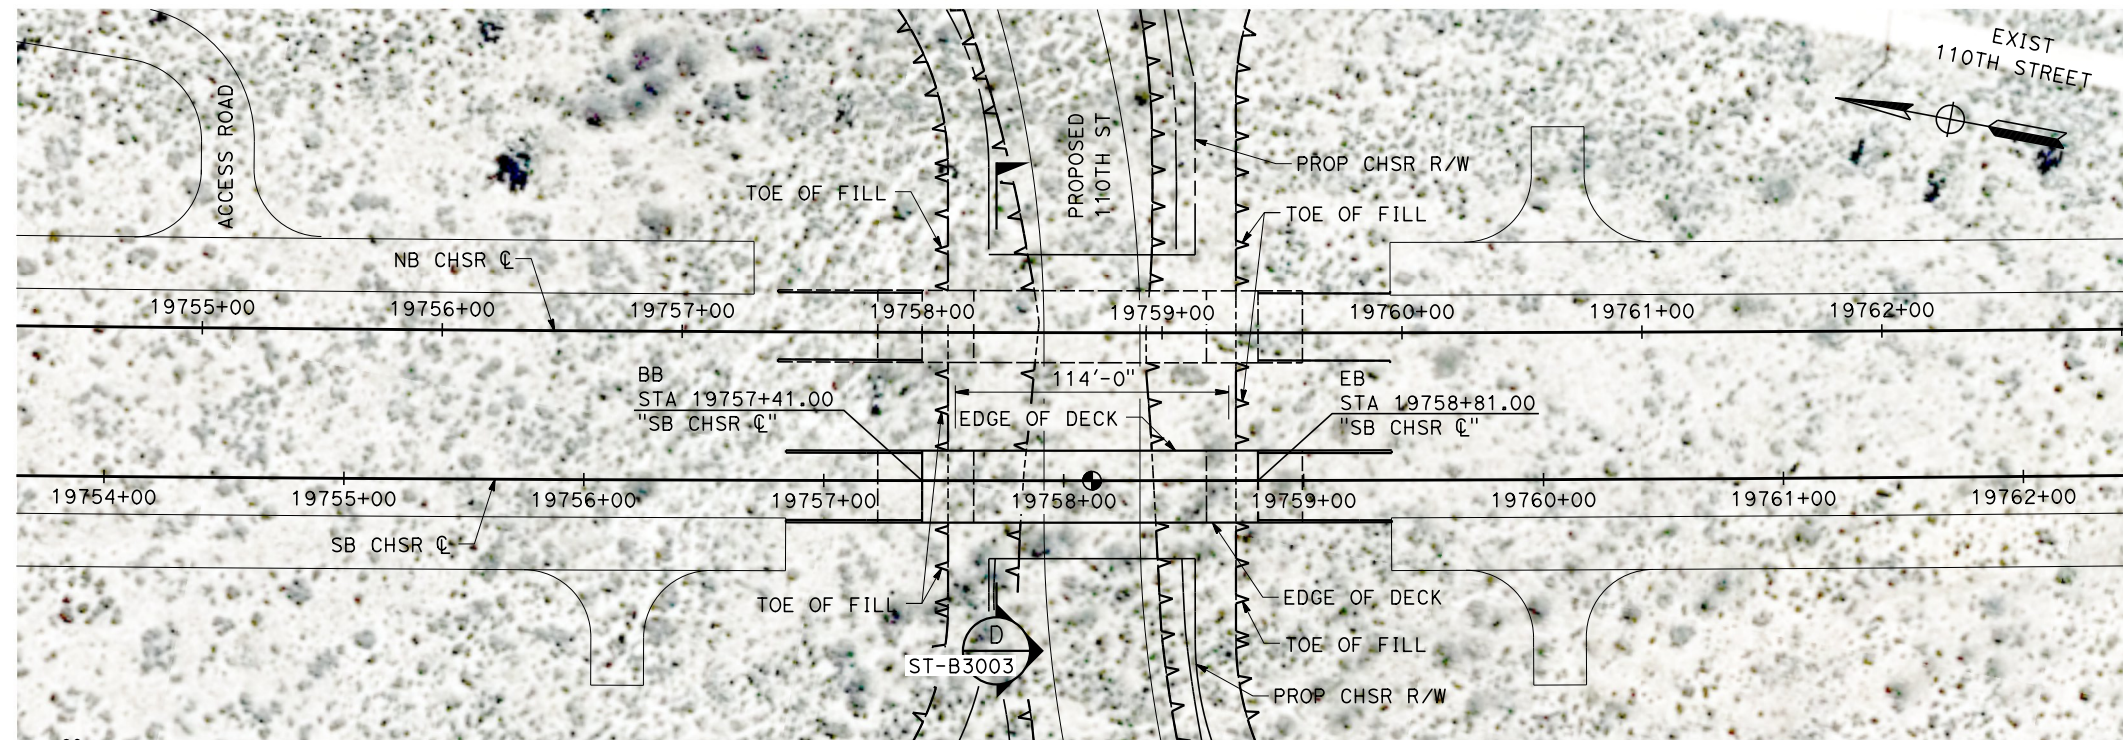 EXIST
110TH STREET
ACCESS ROAD
PROPOSED
110TH ST
PROP CHSR R/W
TOE OF FILL
TOE OF FILL
NB CHSR ℄
19755+00
19756+00
19757+00
19758+00
19759+00
19760+00
19761+00
19762+00
BB
STA 19757+41.00
"SB CHSR ℄"
114'-0"
EDGE OF DECK
EB
STA 19758+81.00
"SB CHSR ℄"
19754+00
19755+00
19756+00
19757+00
19758+00
19759+00
19760+00
19761+00
19762+00
SB CHSR ℄
TOE OF FILL
EDGE OF DECK
D
TOE OF FILL
ST-B3003
PROP CHSR R/W